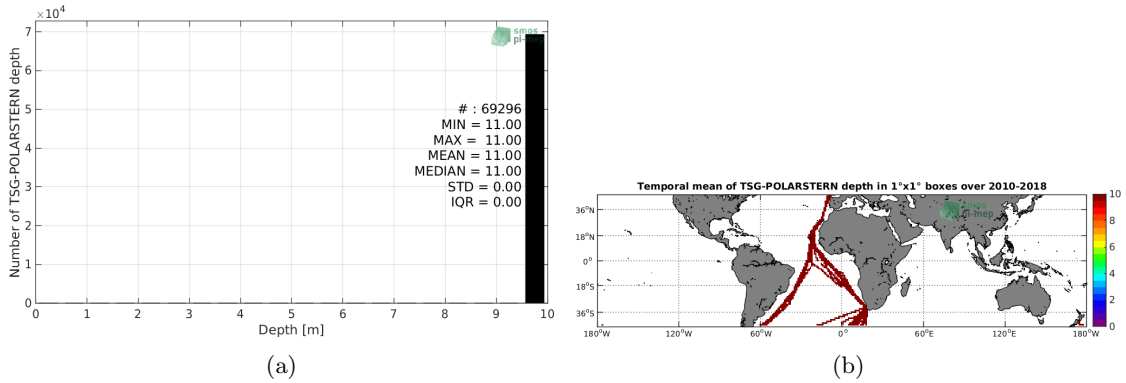 ×10⁴
7
6
5
4
3
2
1
0
Number of TSG-POLARSTERN depth
smos
pi-mep
# : 69296
MIN = 11.00
MAX = 11.00
MEAN = 11.00
MEDIAN = 11.00
STD = 0.00
IQR = 0.00
0 1 2 3 4 5 6 7 8 9 10
Depth [m]
(a)
Temporal mean of TSG-POLARSTERN depth in 1°x1° boxes over 2010-2018
smos
pi-mep
36°N
18°N
0°
18°S
36°S
180°W 120°W 60°W 0° 60°E 120°E 180°W
10
8
6
4
2
0
(b)